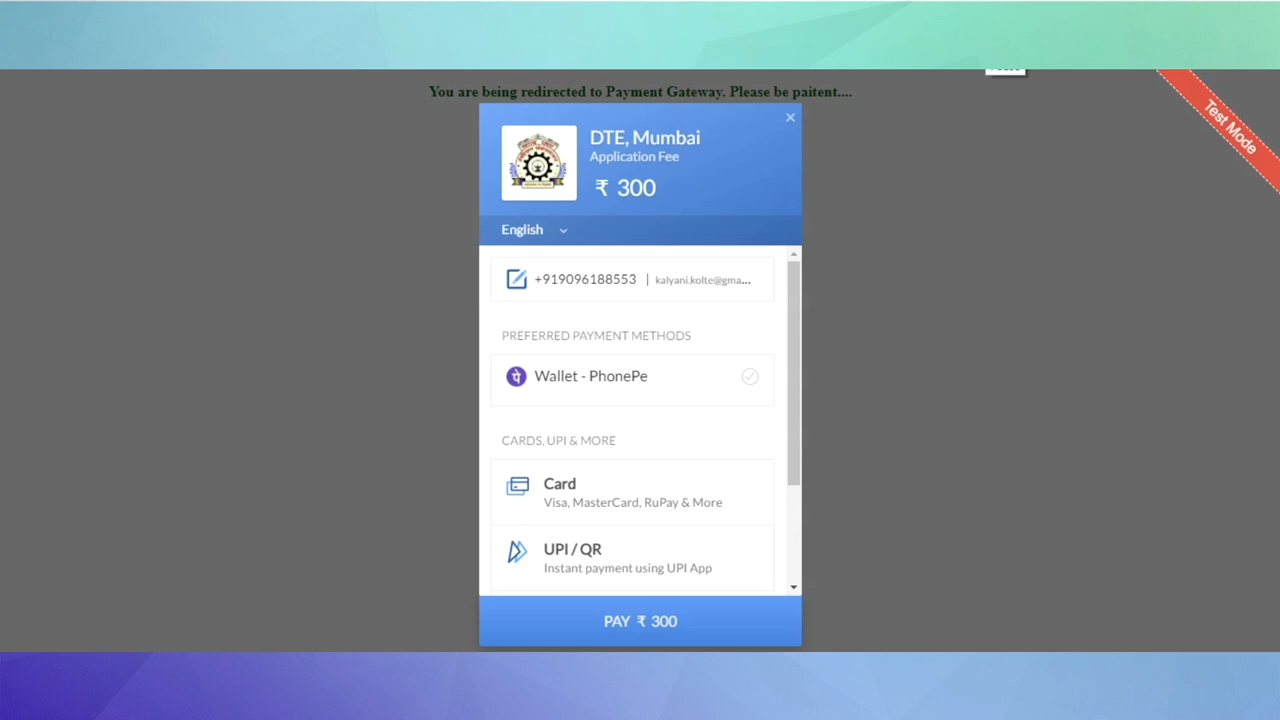 You are being redirected to Payment Gateway. Please be paitent....
Test Mode
DTE, Mumbai
Application Fee
₹ 300
English
+919096188553 | kalyani.kolte@gma...
PREFERRED PAYMENT METHODS
Wallet - PhonePe
CARDS, UPI & MORE
Card
Visa, MasterCard, RuPay & More
UPI / QR
Instant payment using UPI App
PAY ₹ 300